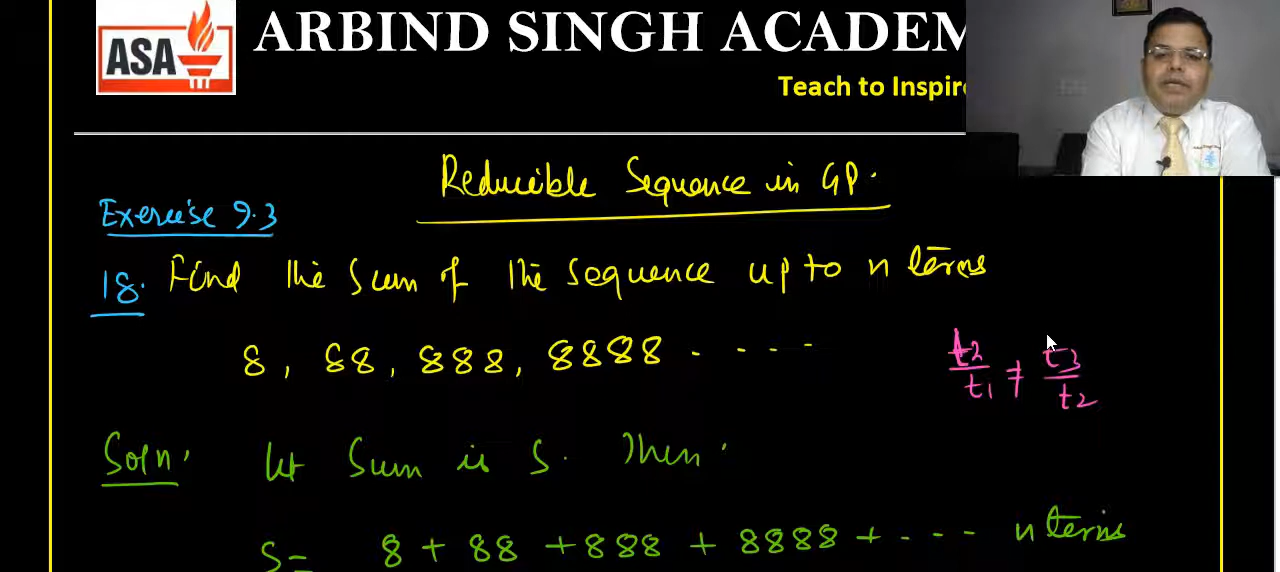 ASA
ARBIND SINGH ACADEM
Teach to Inspire
Reducible Sequence in GP.
Exercise 9.3
18. Find the Sum of the sequence up to n terms
8, 88, 888, 8888 . . . . .
t2/t1 ≠ t3/t2
Soln. let Sum is S. Then.
S= 8 + 88 + 888 + 8888 + . . . . n terms